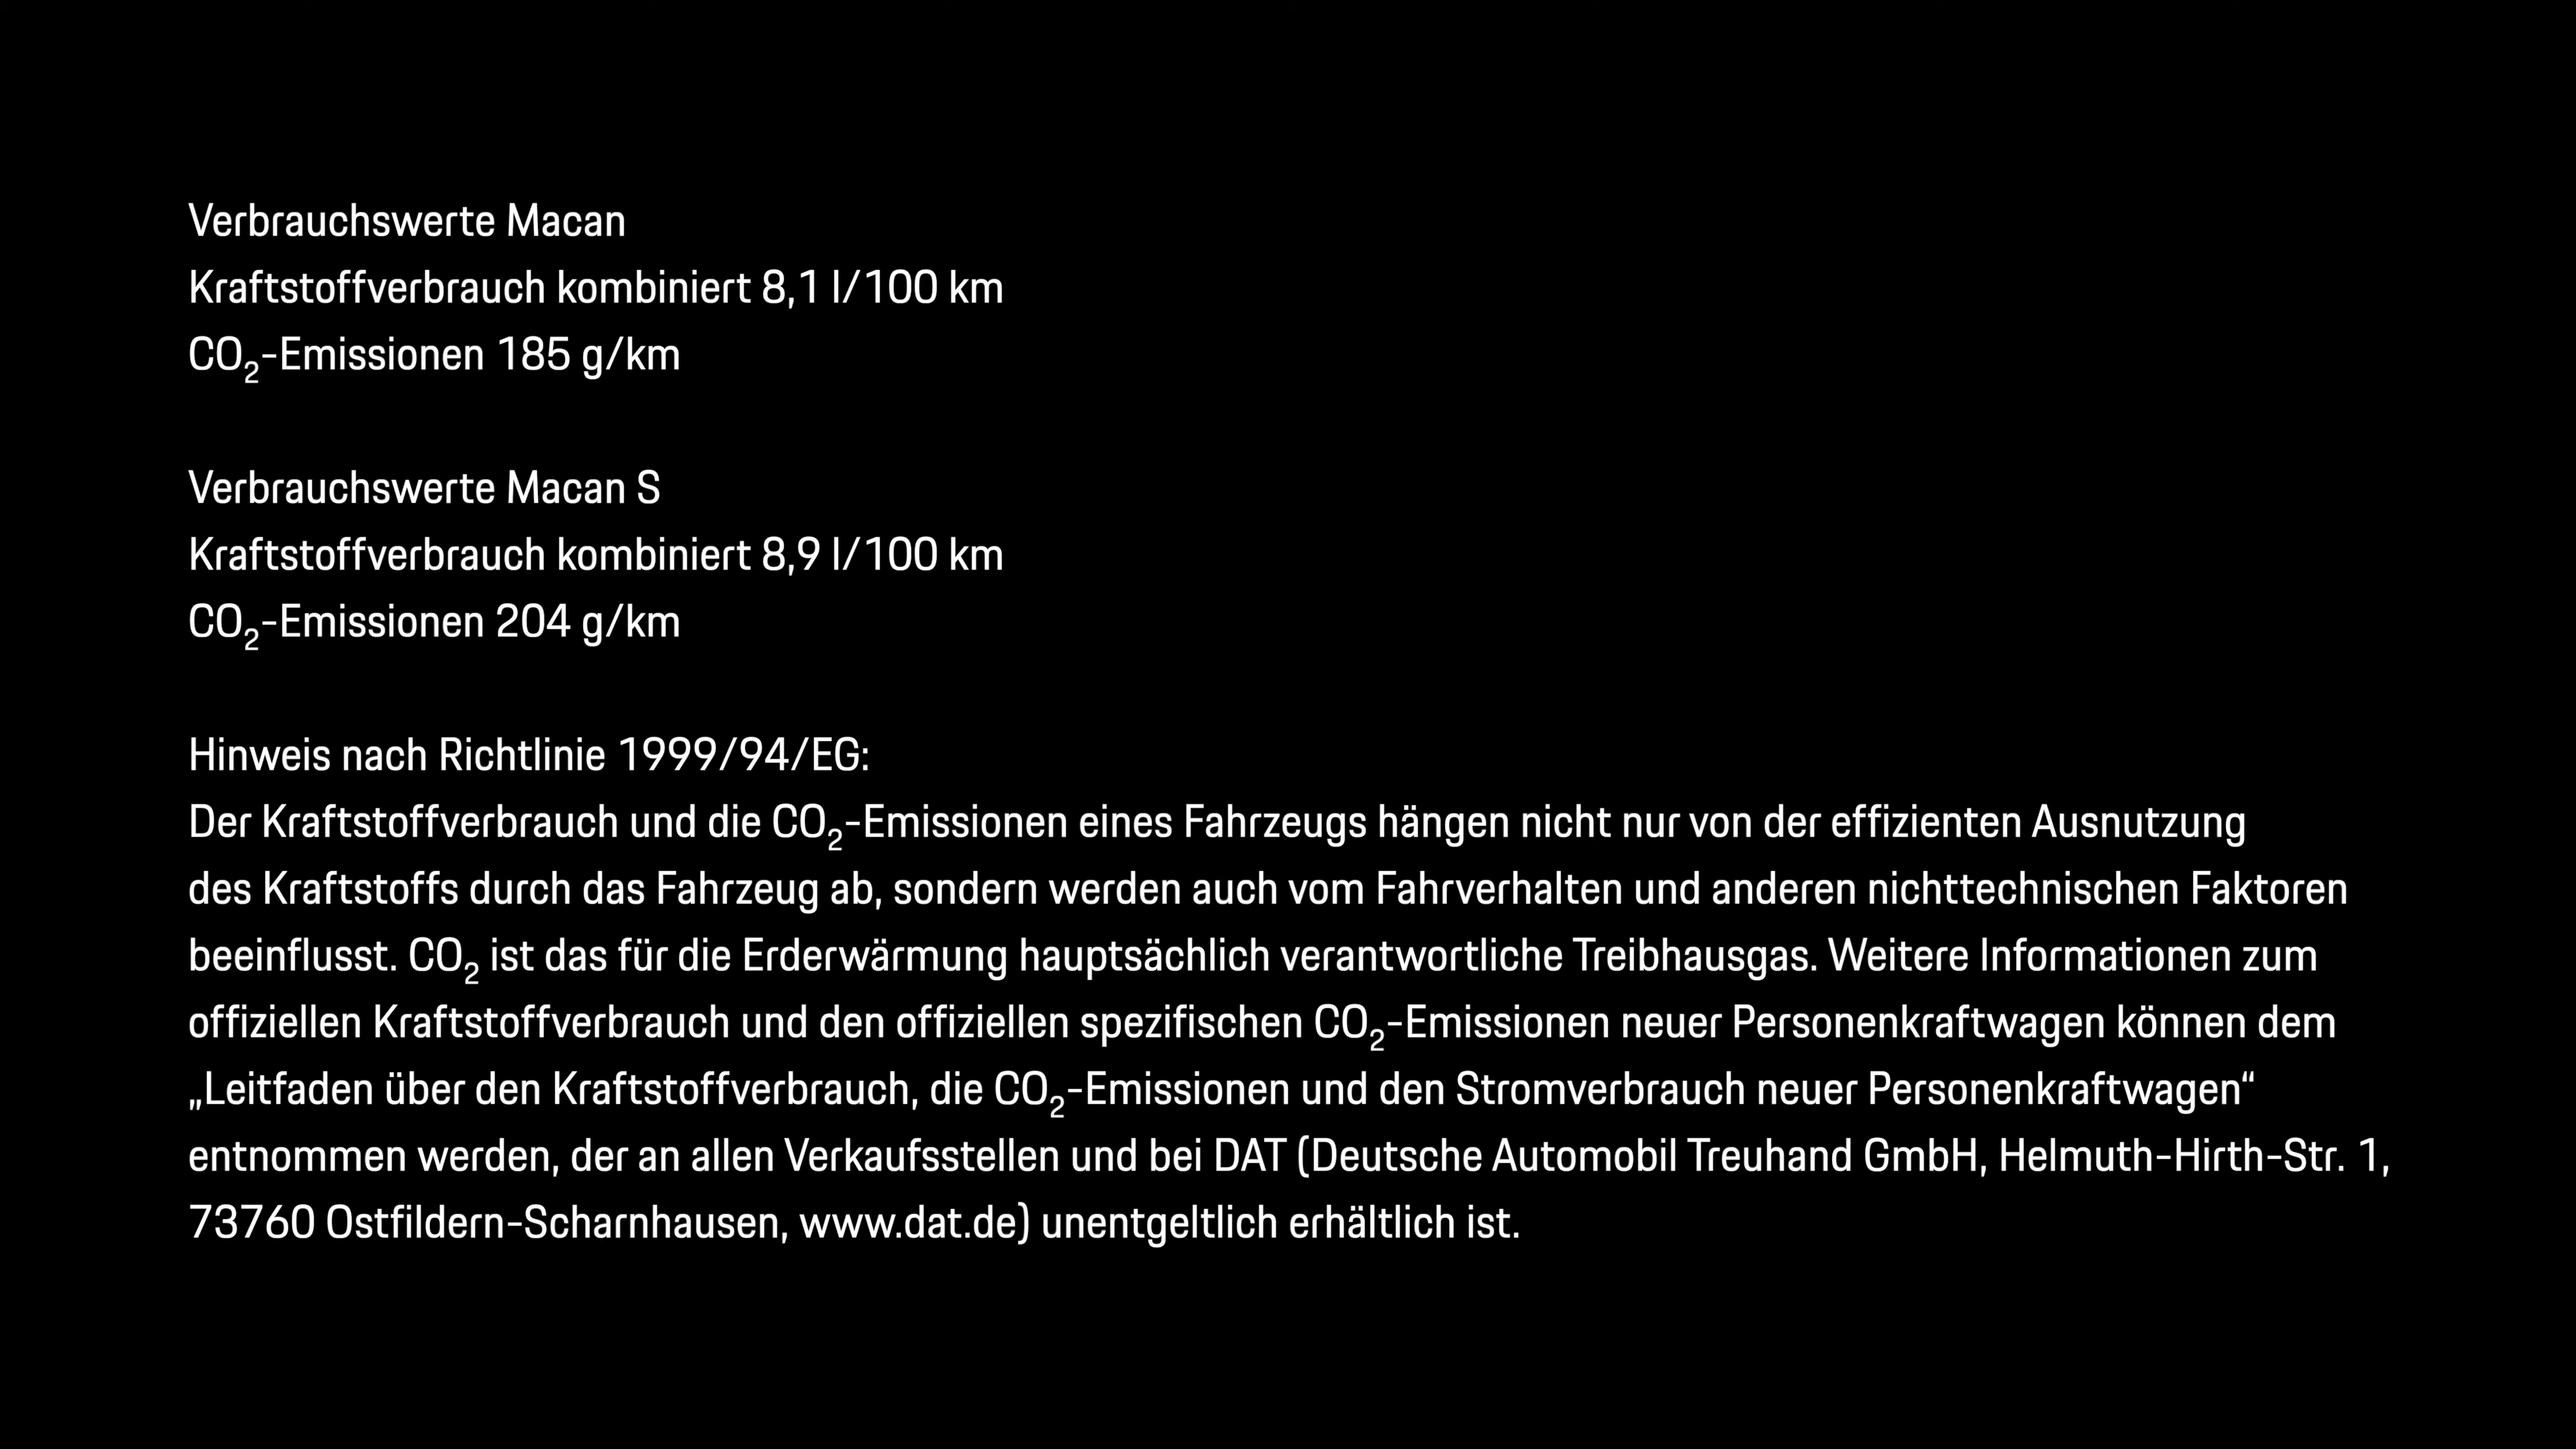 Verbrauchswerte Macan
Kraftstoffverbrauch kombiniert 8,1 l/100 km
CO₂-Emissionen 185 g/km
Verbrauchswerte Macan S
Kraftstoffverbrauch kombiniert 8,9 l/100 km
CO₂-Emissionen 204 g/km
Hinweis nach Richtlinie 1999/94/EG:
Der Kraftstoffverbrauch und die CO₂-Emissionen eines Fahrzeugs hängen nicht nur von der effizienten Ausnutzung
des Kraftstoffs durch das Fahrzeug ab, sondern werden auch vom Fahrverhalten und anderen nichttechnischen Faktoren
beeinflusst. CO₂ ist das für die Erderwärmung hauptsächlich verantwortliche Treibhausgas. Weitere Informationen zum
offiziellen Kraftstoffverbrauch und den offiziellen spezifischen CO₂-Emissionen neuer Personenkraftwagen können dem
„Leitfaden über den Kraftstoffverbrauch, die CO₂-Emissionen und den Stromverbrauch neuer Personenkraftwagen“
entnommen werden, der an allen Verkaufsstellen und bei DAT (Deutsche Automobil Treuhand GmbH, Helmuth-Hirth-Str. 1,
73760 Ostfildern-Scharnhausen, www.dat.de) unentgeltlich erhältlich ist.